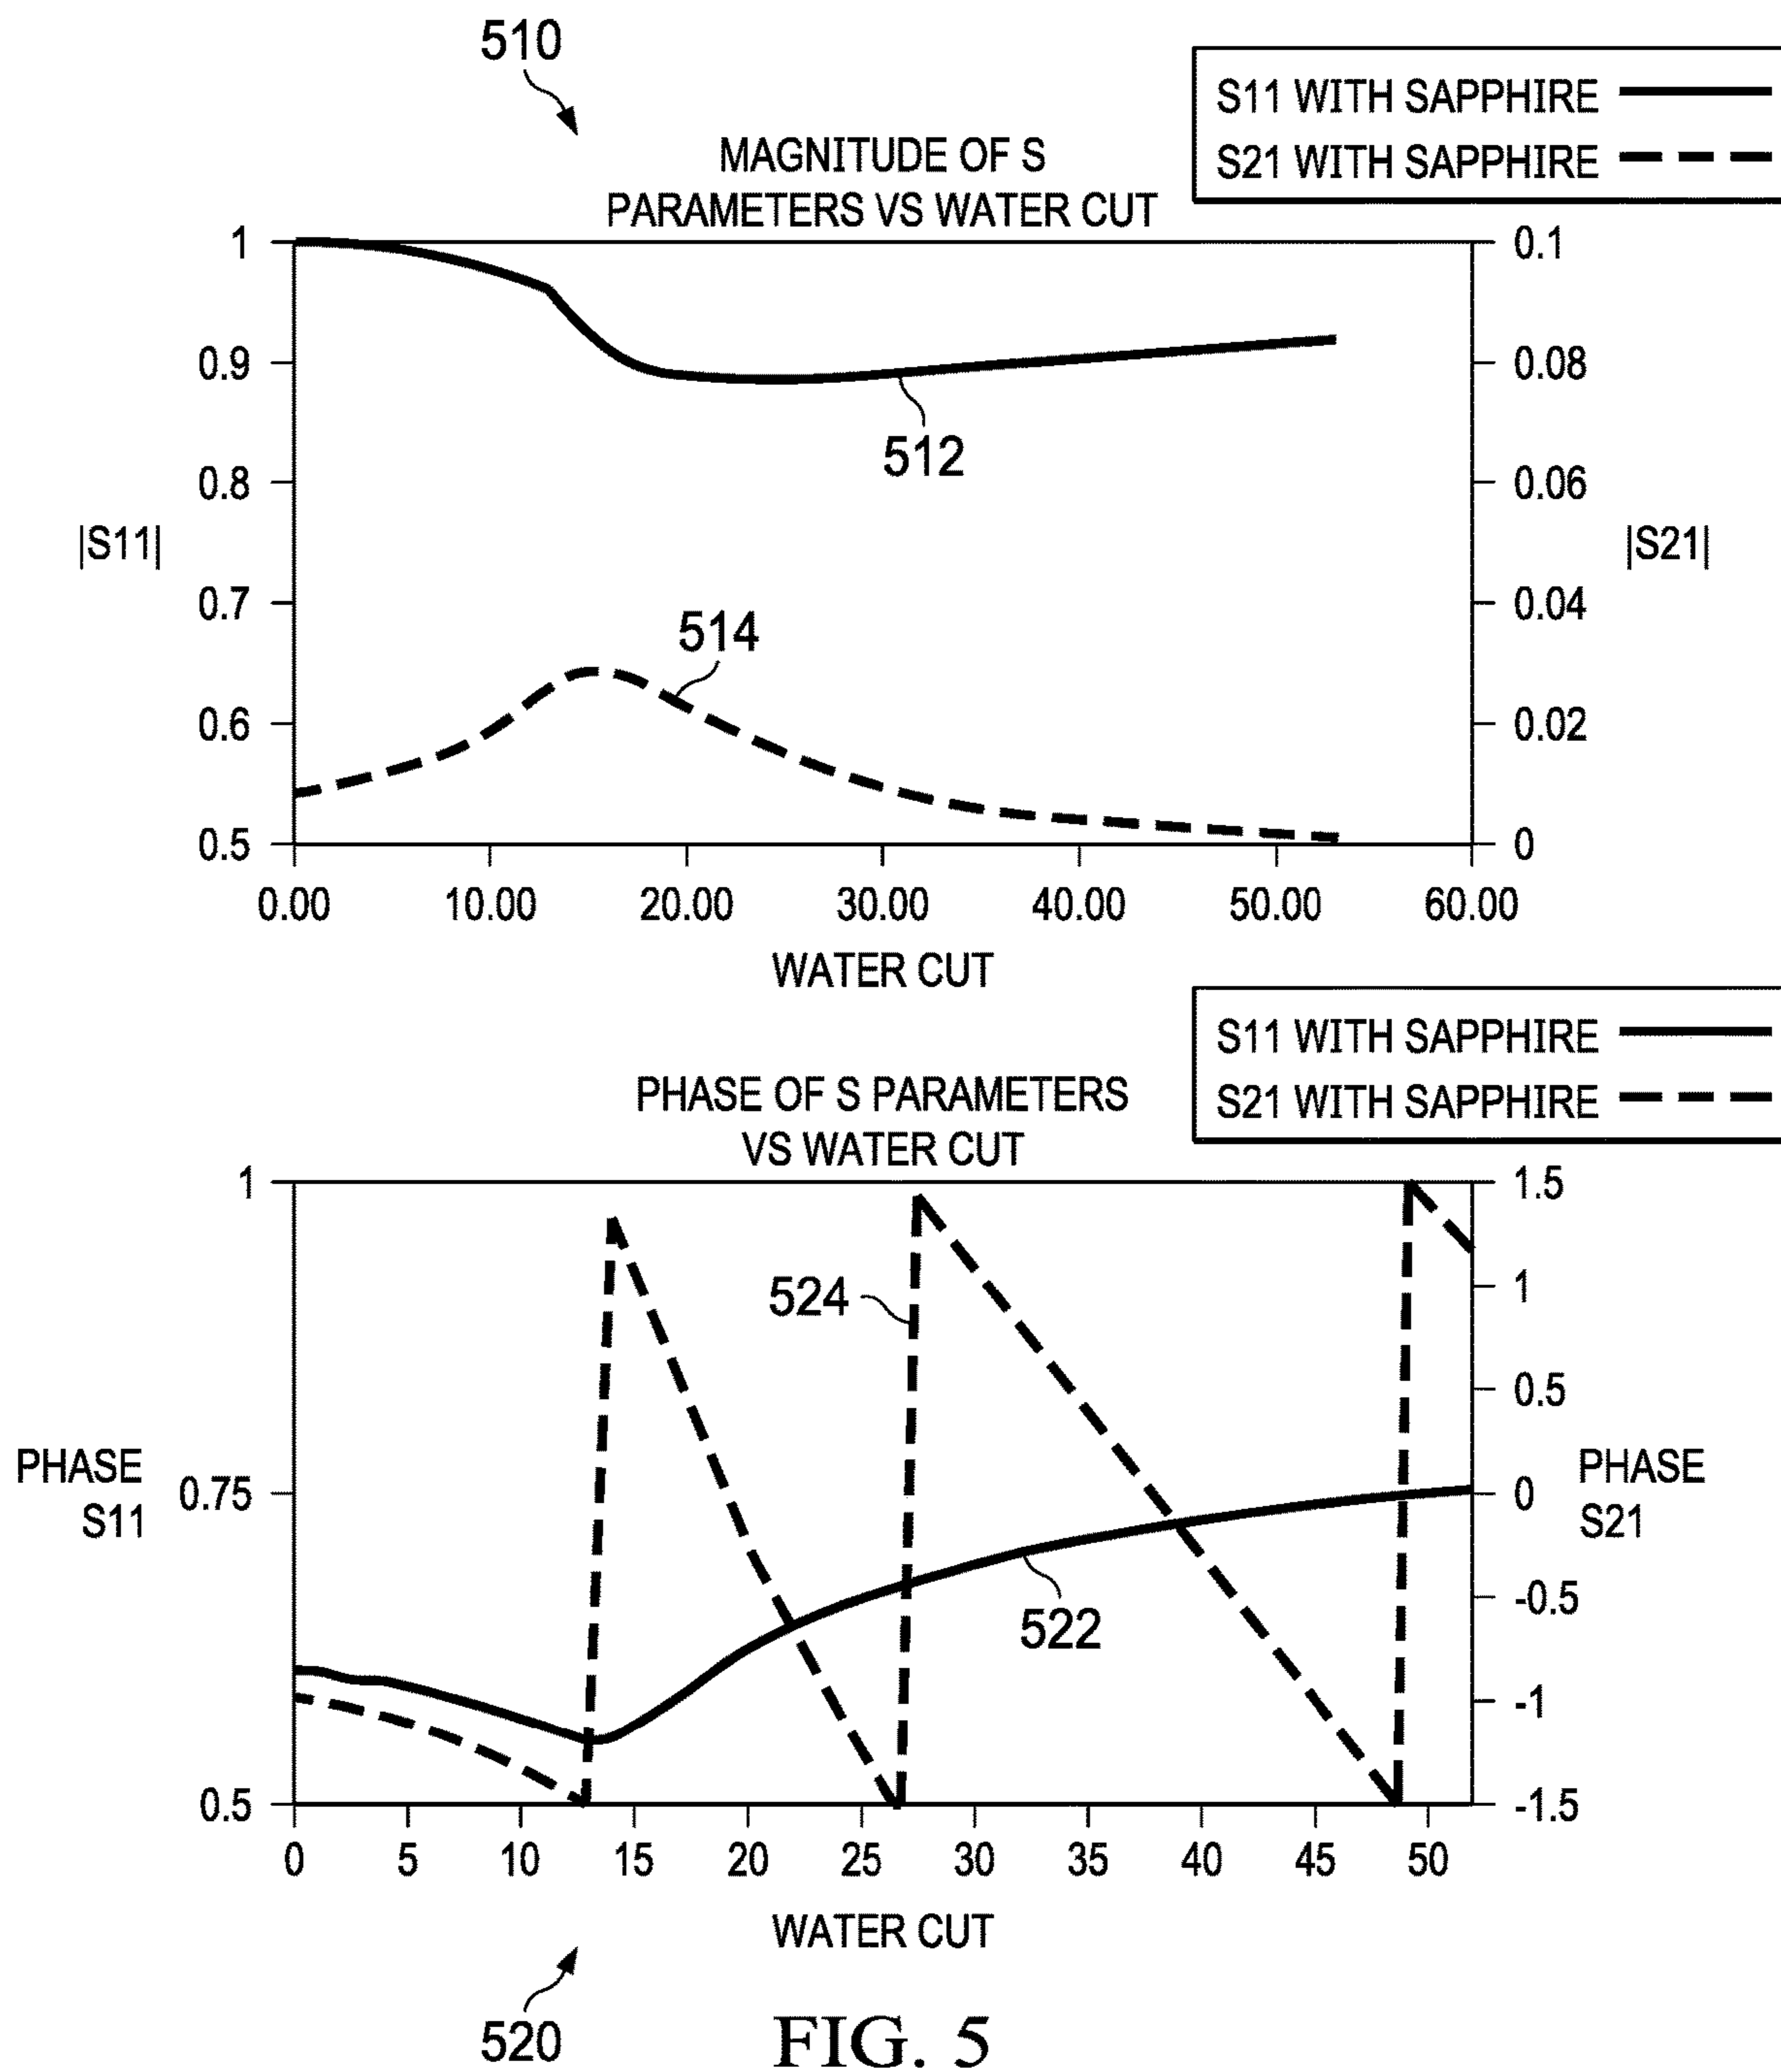 510
S11 WITH SAPPHIRE
S21 WITH SAPPHIRE
MAGNITUDE OF S
PARAMETERS VS WATER CUT
1
0.9
0.8
0.7
0.6
0.5
|S11|
0.1
0.08
0.06
0.04
0.02
0
|S21|
512
514
0.00 10.00 20.00 30.00 40.00 50.00 60.00
WATER CUT
S11 WITH SAPPHIRE
S21 WITH SAPPHIRE
PHASE OF S PARAMETERS
VS WATER CUT
1
0.75
0.5
PHASE
S11
1.5
1
0.5
0
-0.5
-1
-1.5
PHASE
S21
524
522
0 5 10 15 20 25 30 35 40 45 50
WATER CUT
520
FIG. 5